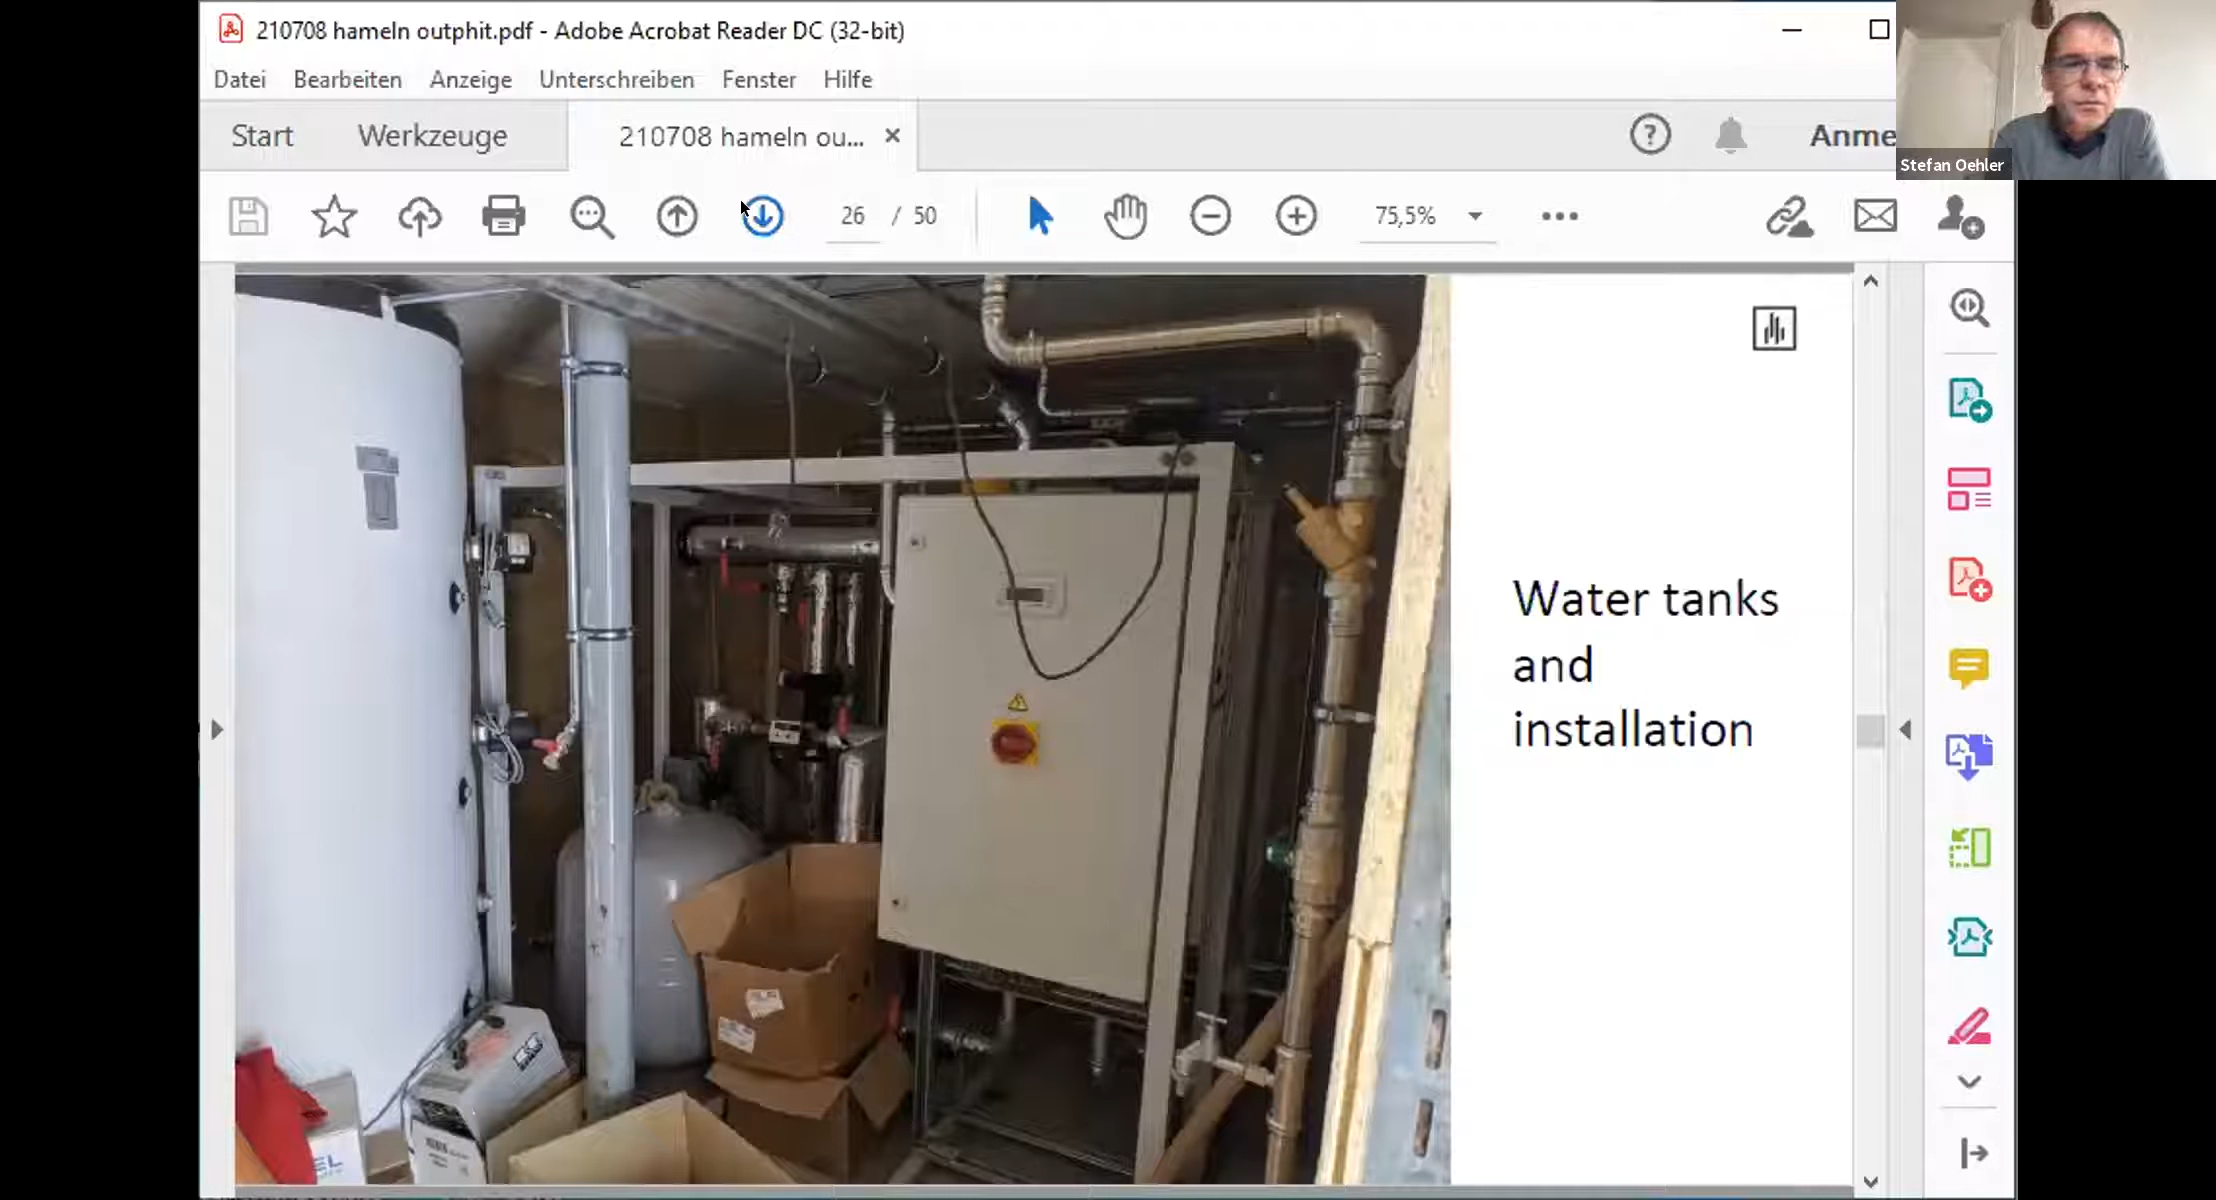 210708 hameln outphit.pdf - Adobe Acrobat Reader DC (32-bit)
Datei Bearbeiten Anzeige Unterschreiben Fenster Hilfe
Start Werkzeuge 210708 hameln ou... Anme
Stefan Oehler
26 / 50 75,5%
Water tanks
and
installation
EL